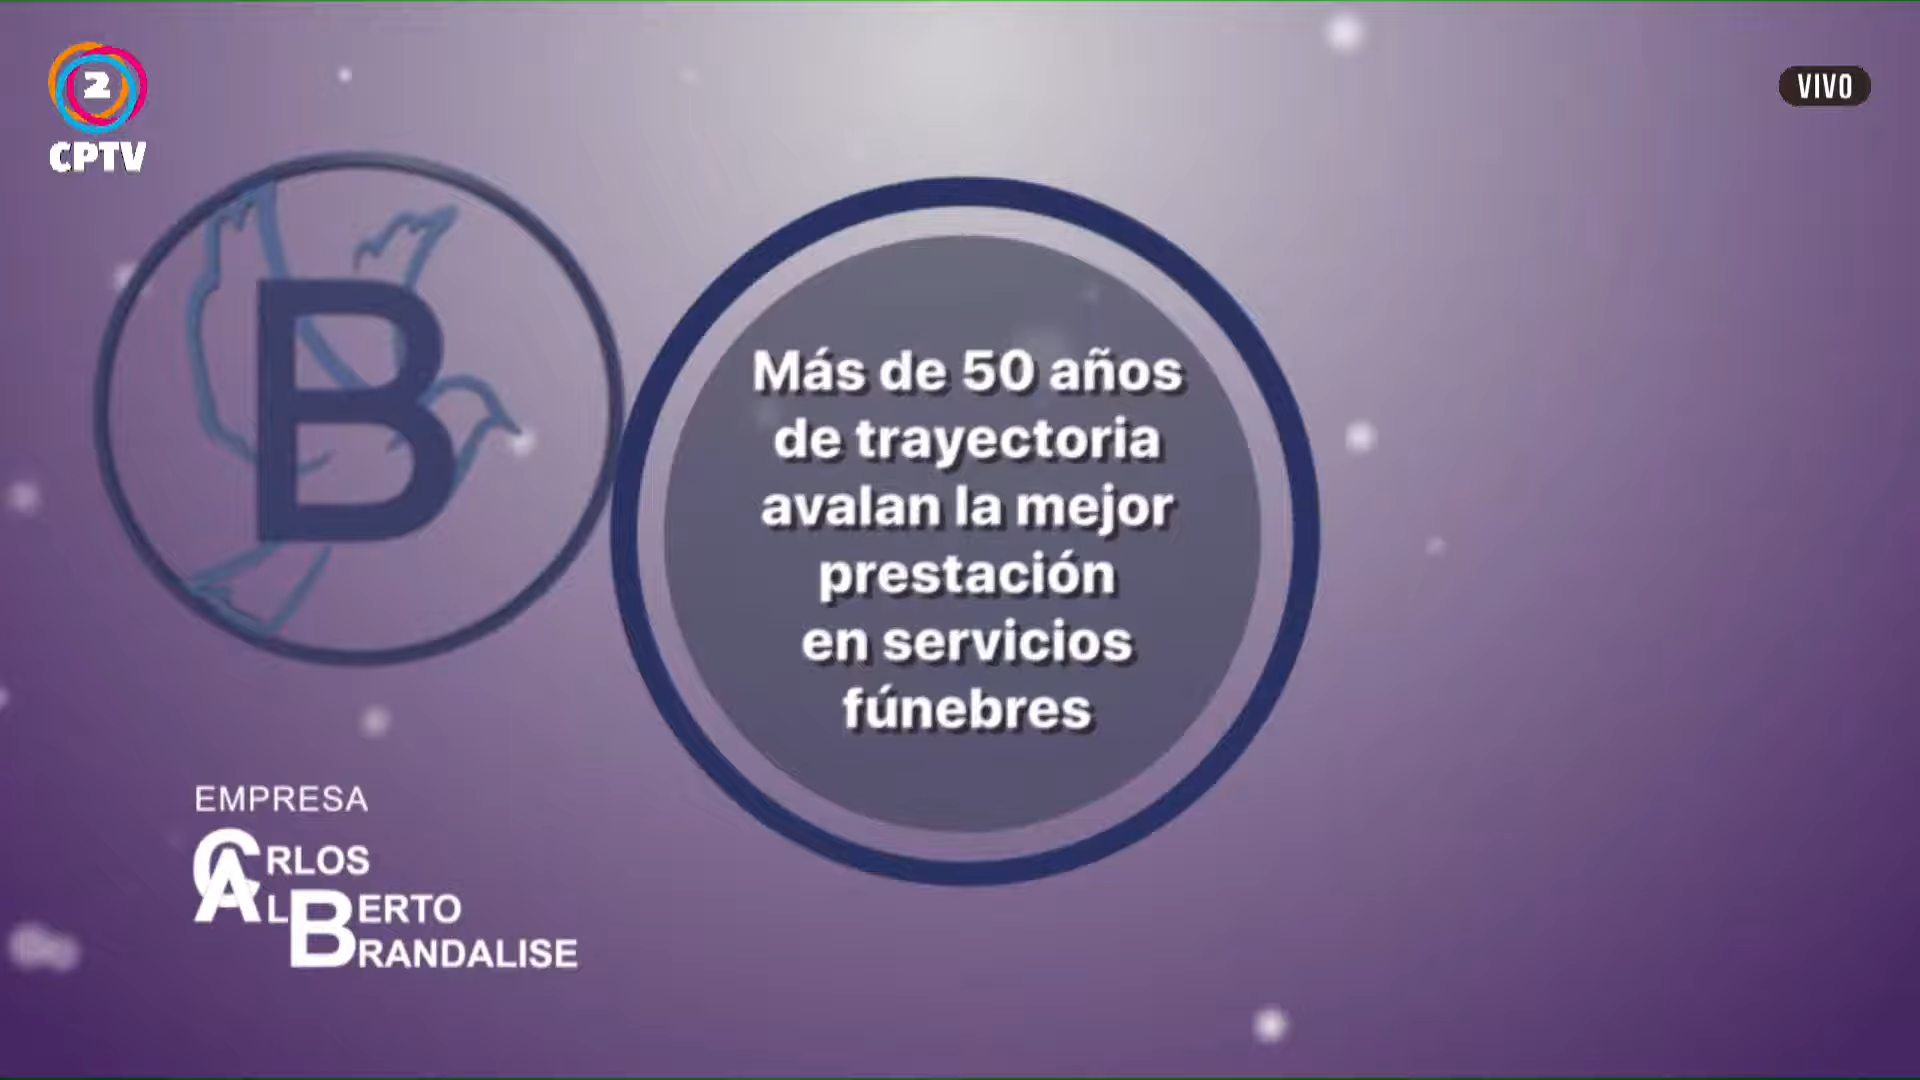 2
CPTV
VIVO
B
Más de 50 años
de trayectoria
avalan la mejor
prestación
en servicios
fúnebres
EMPRESA
CARLOS
ALBERTO
BRANDALISE